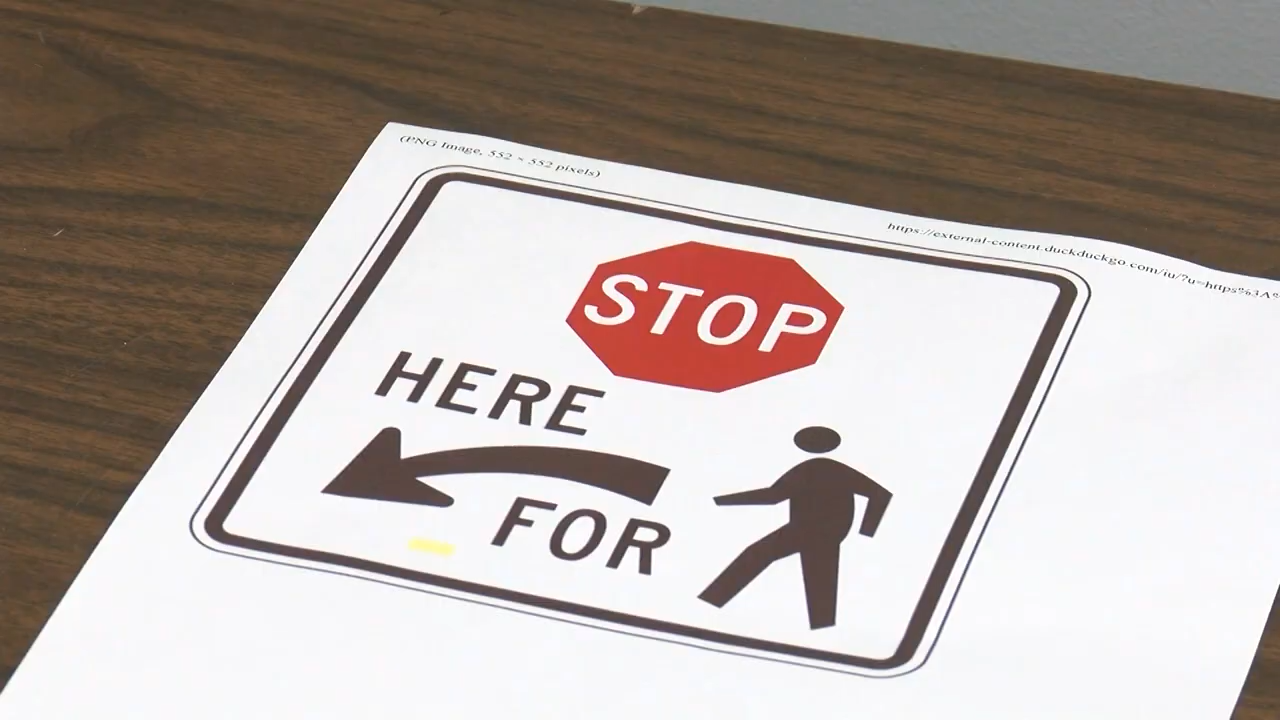 (PNG Image, 552 × 552 pixels)
https://external-content.duckduckgo.com/iu/?u=https%3A%
STOP
HERE
FOR